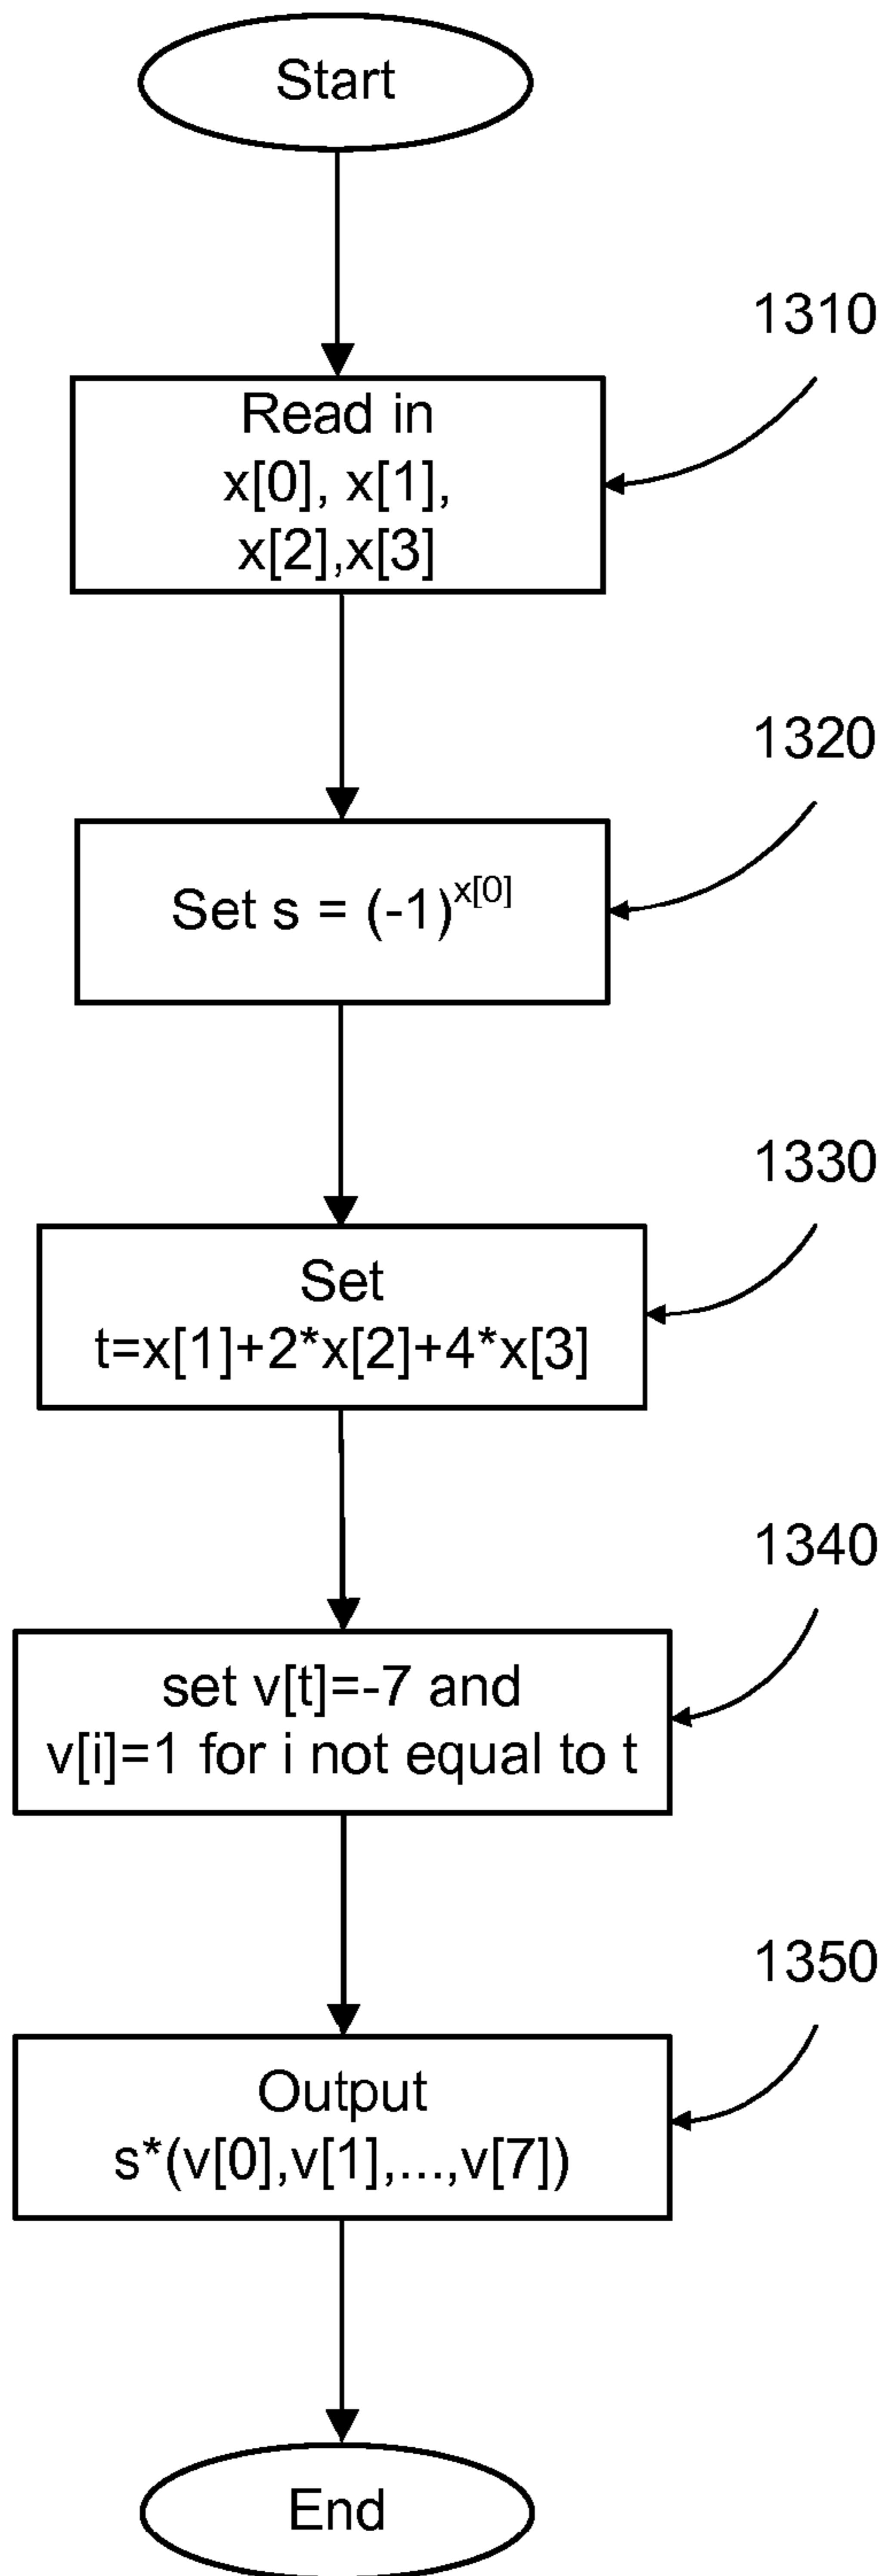 Start
1310
Read in
x[0], x[1],
x[2],x[3]
1320
Set s = (-1)^x[0]
1330
Set
t=x[1]+2*x[2]+4*x[3]
1340
set v[t]=-7 and
v[i]=1 for i not equal to t
1350
Output
s*(v[0],v[1],...,v[7])
End